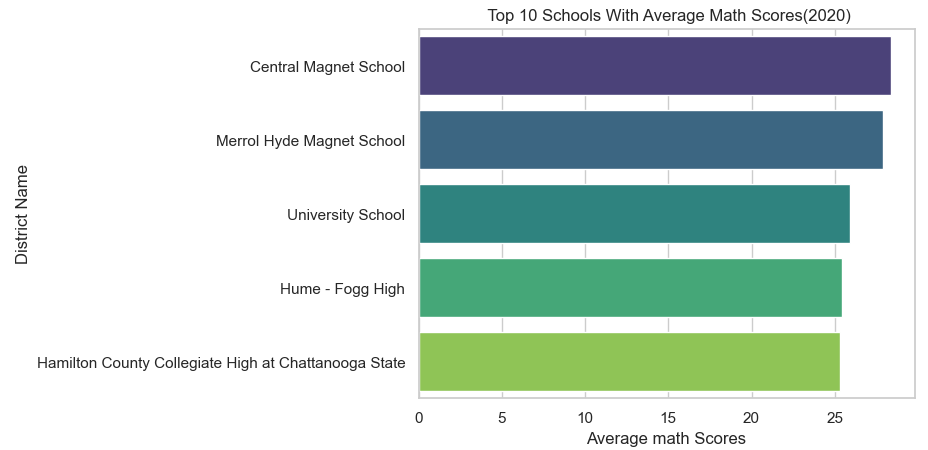 Top 10 Schools With Average Math Scores(2020)
District Name
Central Magnet School
Merrol Hyde Magnet School
University School
Hume - Fogg High
Hamilton County Collegiate High at Chattanooga State
0 5 10 15 20 25
Average math Scores